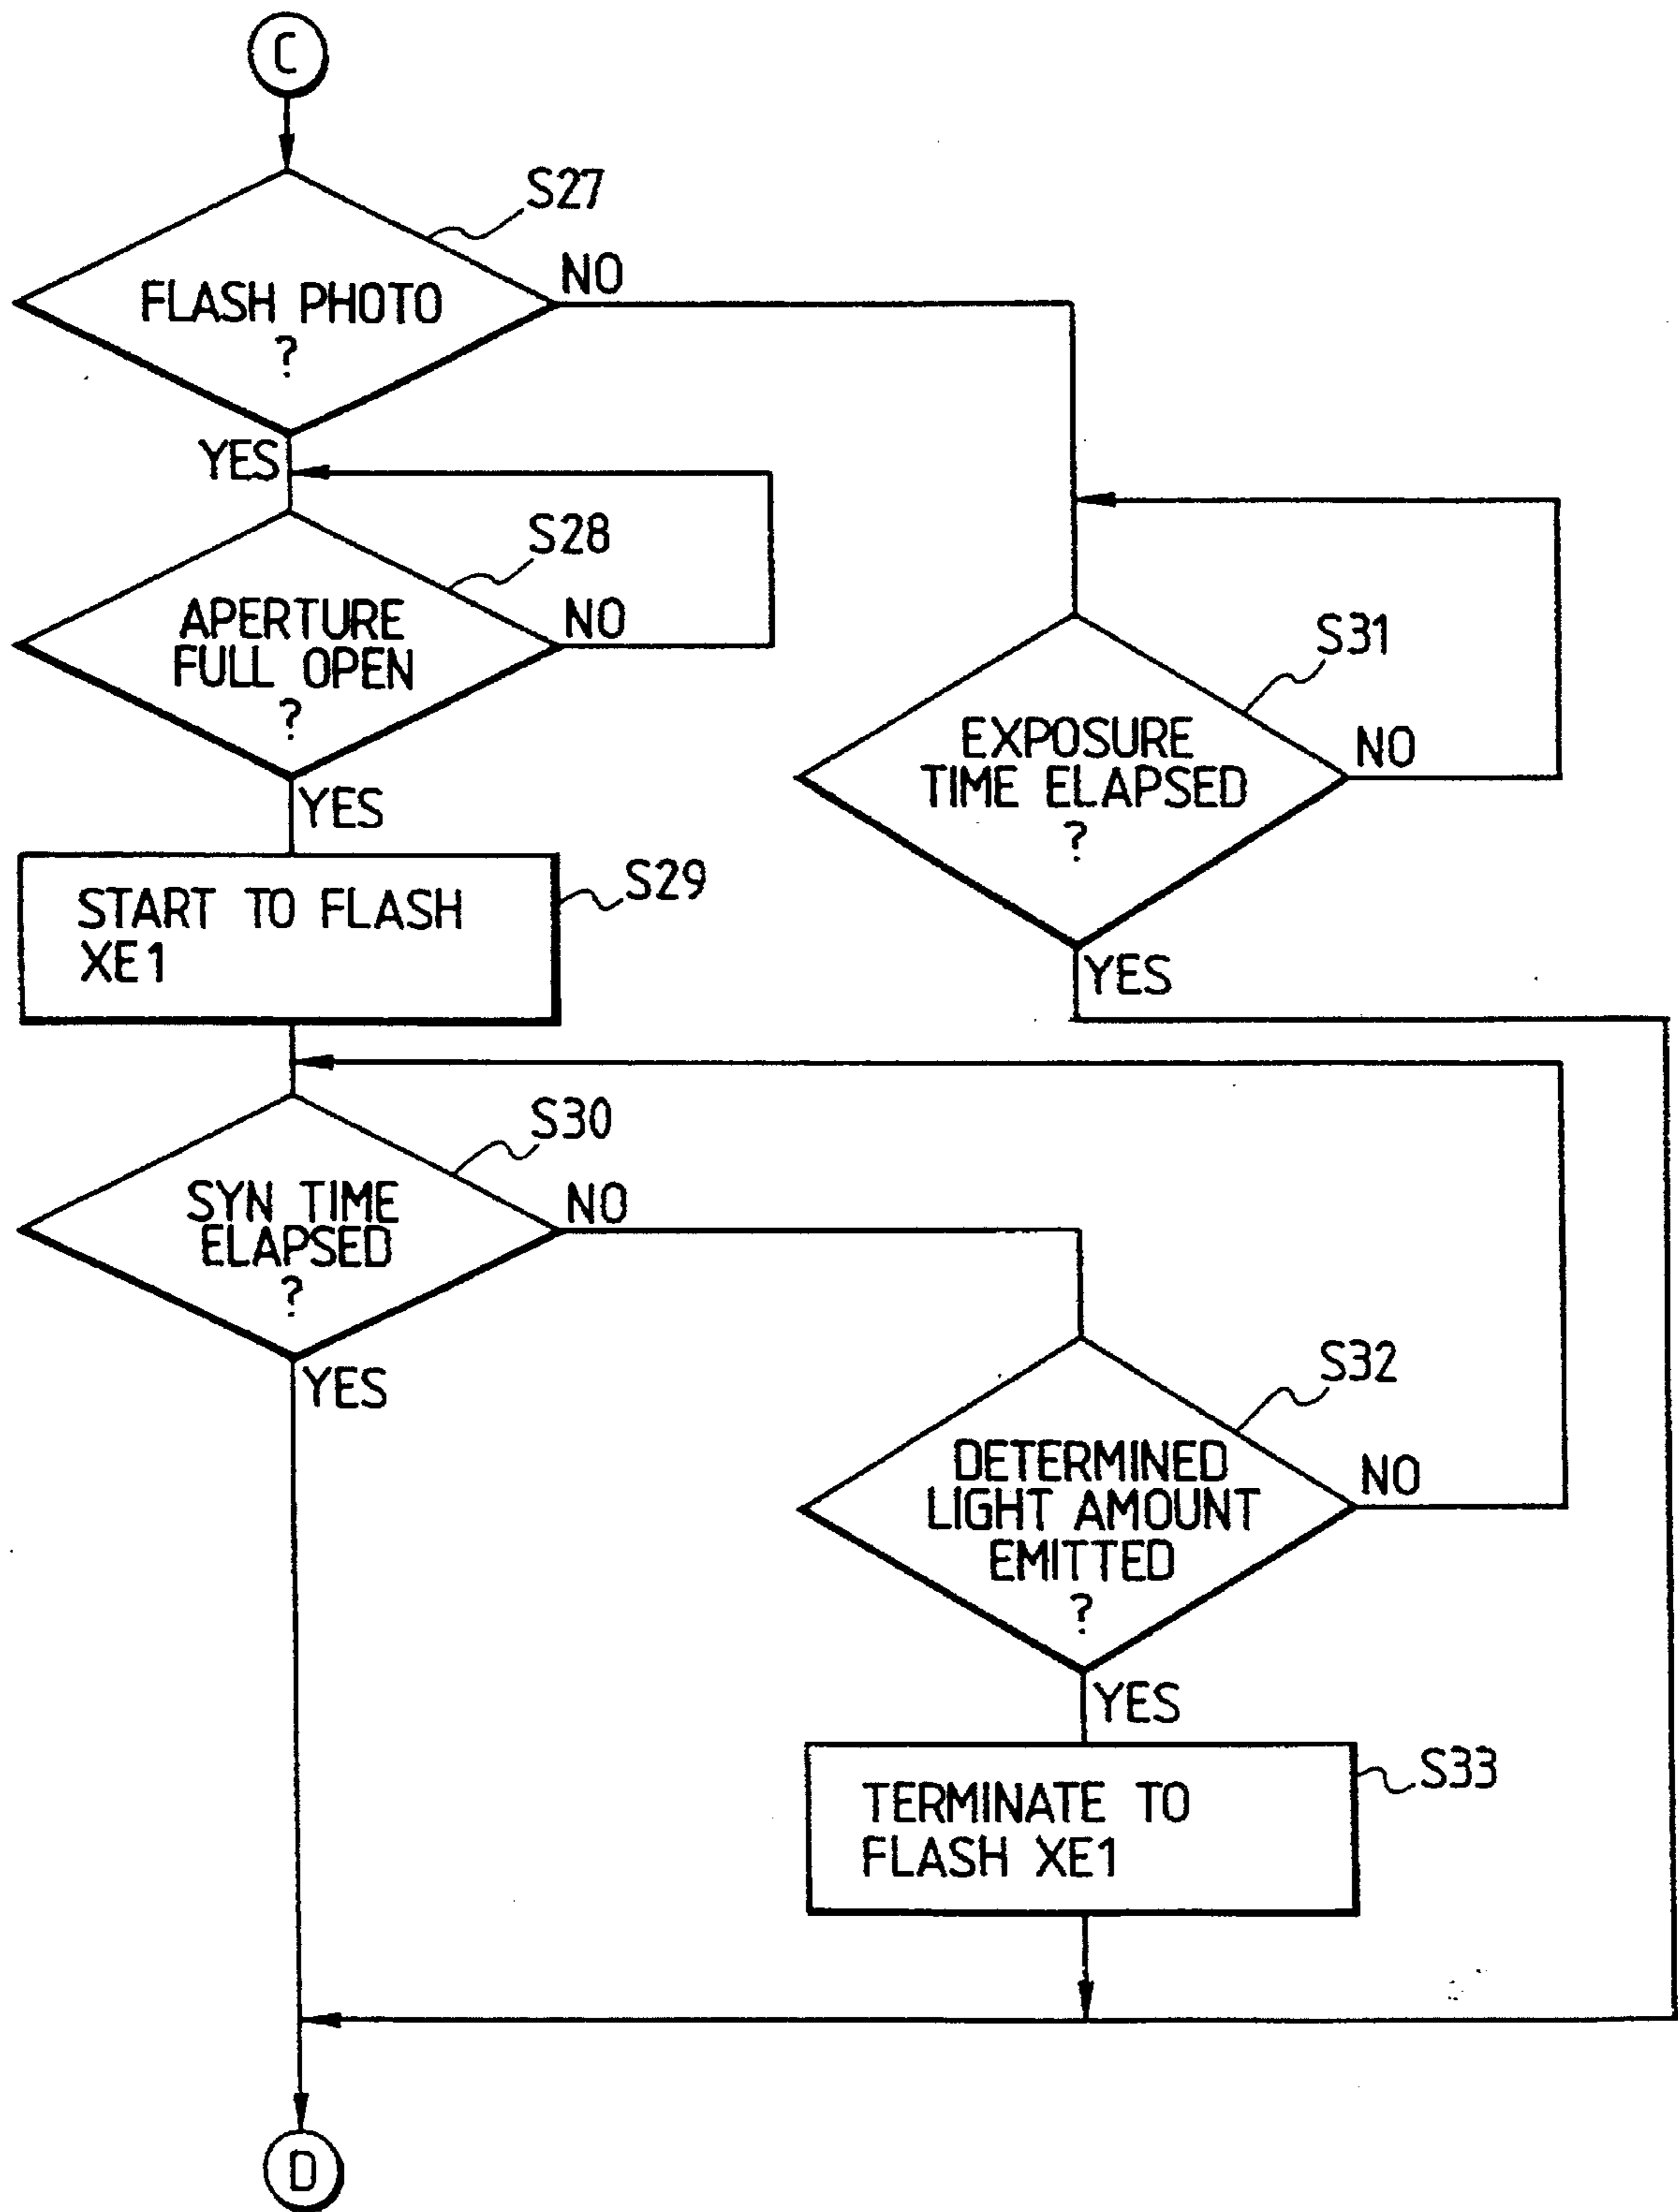 C
S27
FLASH PHOTO
?
NO
YES
S28
APERTURE
FULL OPEN
?
NO
YES
S31
EXPOSURE
TIME ELAPSED
?
NO
YES
S29
START TO FLASH
XE1
S30
SYN TIME
ELAPSED
?
NO
YES
S32
DETERMINED
LIGHT AMOUNT
EMITTED
?
NO
YES
S33
TERMINATE TO
FLASH XE1
D